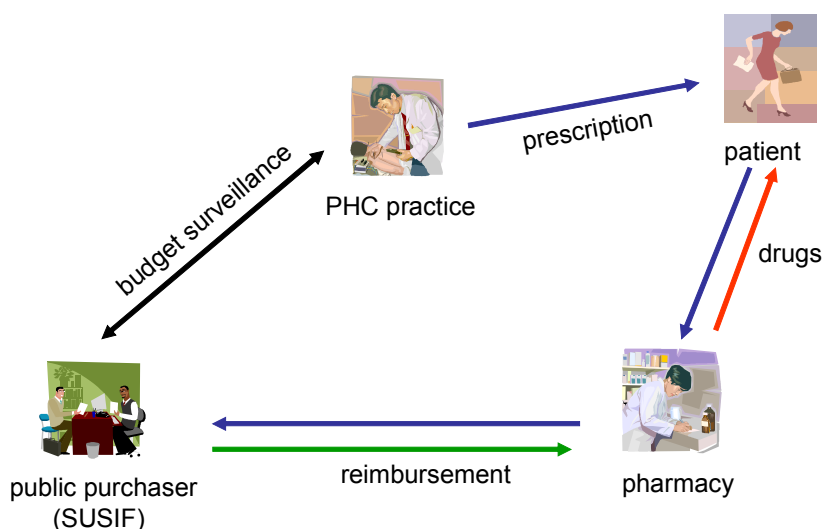 prescription
patient
PHC practice
budget surveillance
drugs
reimbursement
pharmacy
public purchaser
(SUSIF)